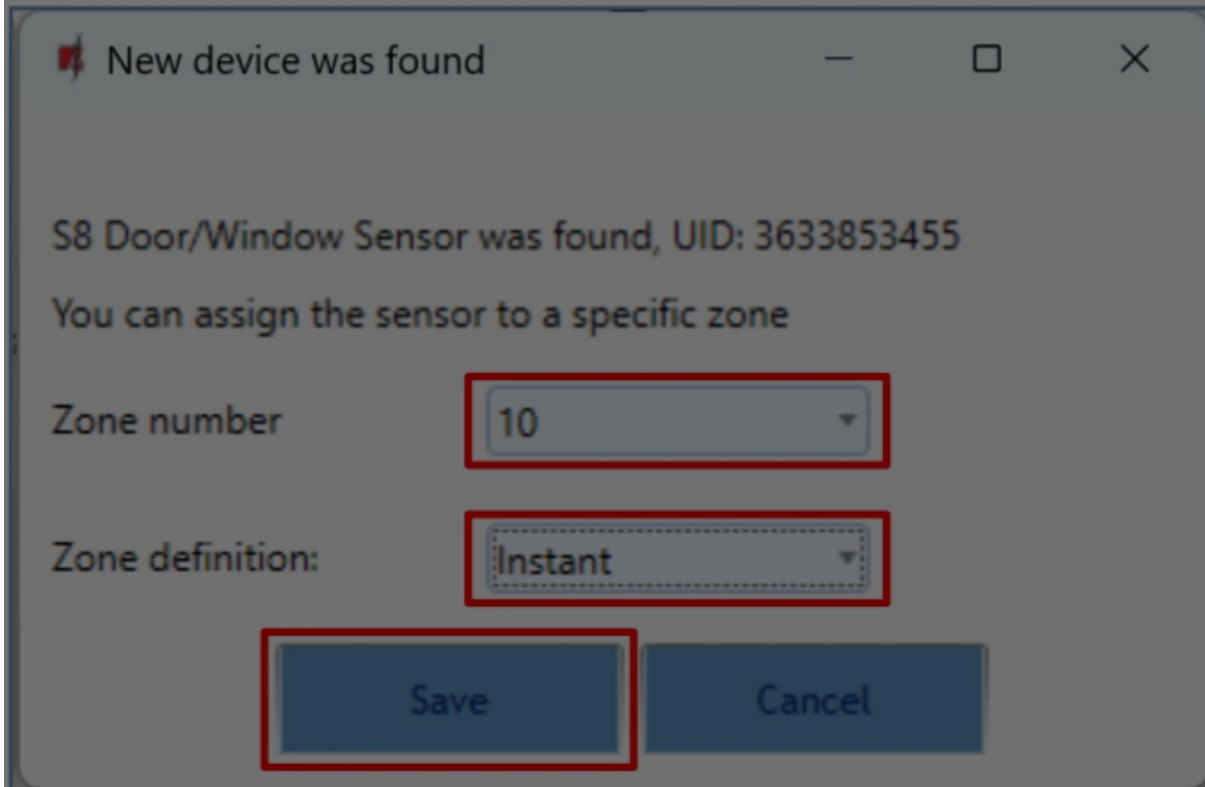 New device was found
S8 Door/Window Sensor was found, UID: 3633853455
You can assign the sensor to a specific zone
Zone number 10
Zone definition: Instant
Save Cancel